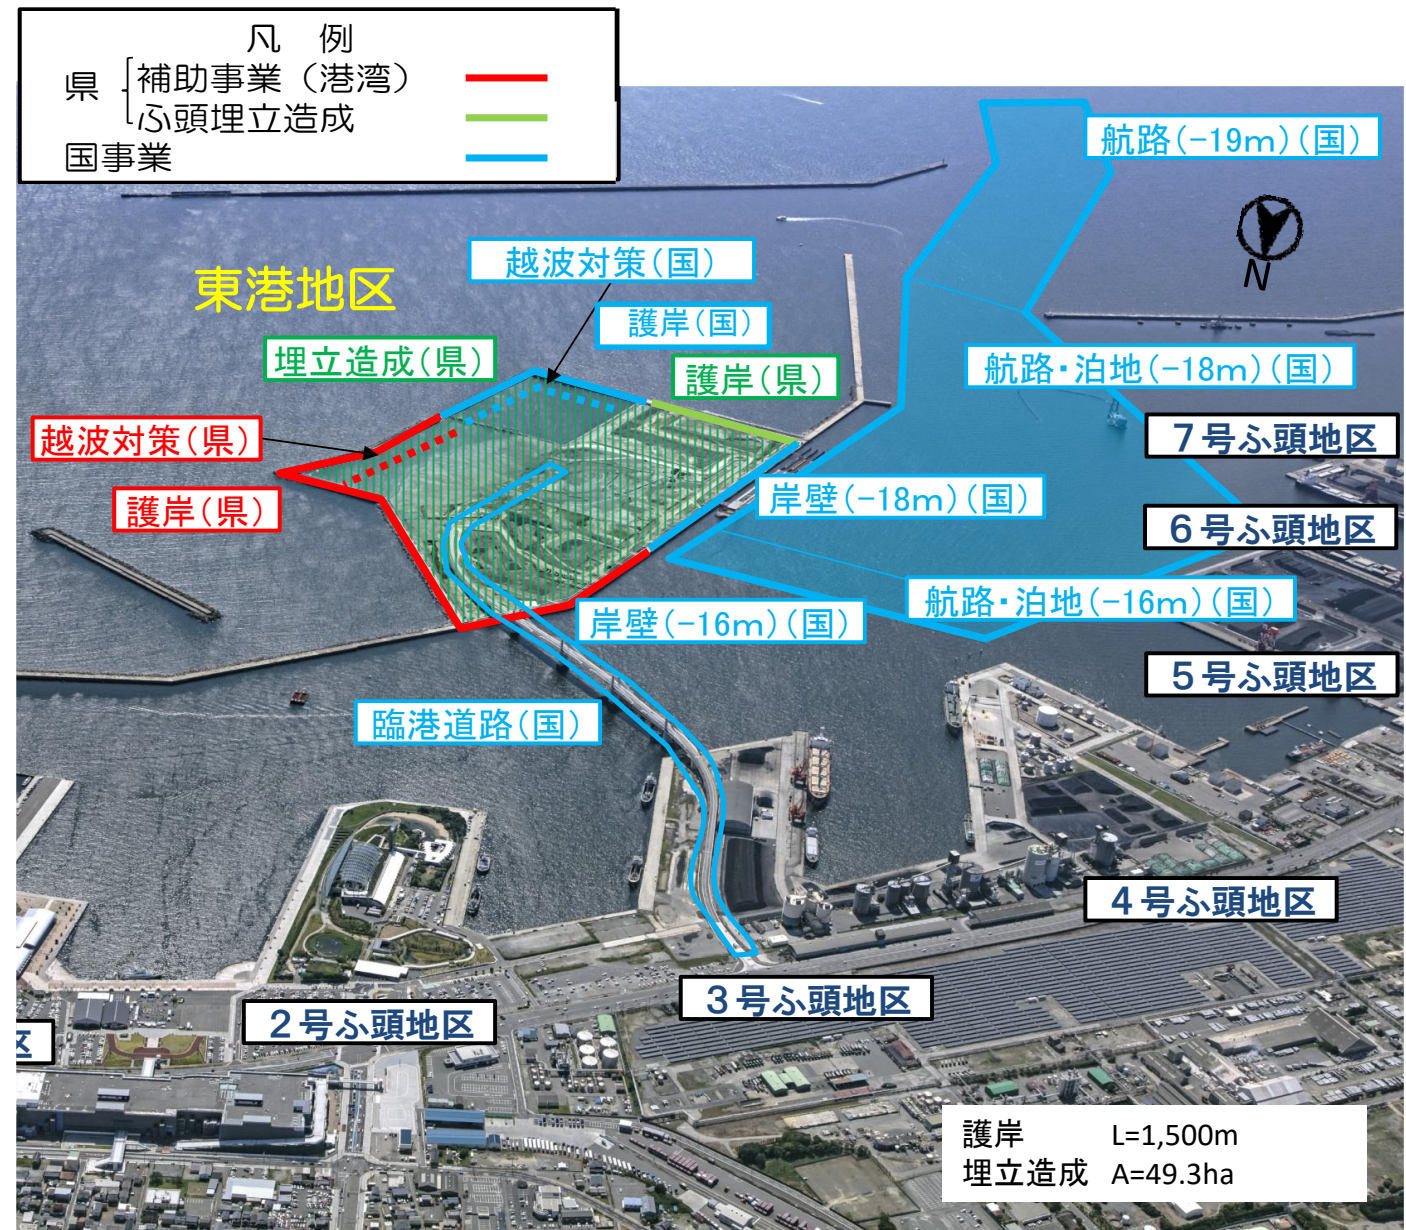 凡 例
県
補助事業（港湾）
ふ頭埋立造成
国事業
航路(-19m)(国)
N
越波対策(国)
東港地区
護岸(国)
埋立造成(県)
護岸(県)
航路・泊地(-18m)(国)
越波対策(県)
7号ふ頭地区
護岸(県)
岸壁(-18m)(国)
6号ふ頭地区
航路・泊地(-16m)(国)
岸壁(-16m)(国)
5号ふ頭地区
臨港道路(国)
4号ふ頭地区
3号ふ頭地区
2号ふ頭地区
区
護岸 L=1,500m
埋立造成 A=49.3ha